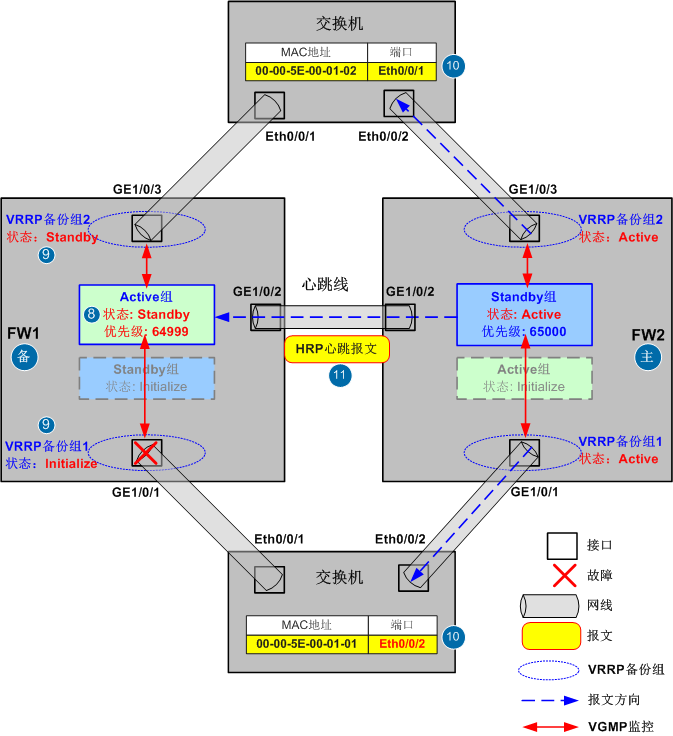 交换机
MAC地址 端口
00-00-5E-00-01-02 Eth0/0/1
10
Eth0/0/1
Eth0/0/2
GE1/0/3
GE1/0/3
VRRP备份组2
状态：Standby
9
VRRP备份组2
状态：Active
心跳线
GE1/0/2
GE1/0/2
Active组
8
状态: Standby
优先级: 64999
Standby组
状态: Active
优先级: 65000
FW1
备
HRP心跳报文
11
FW2
主
Standby组
状态: Initialize
Active组
状态: Initialize
9
VRRP备份组1
状态：Initialize
VRRP备份组1
状态：Active
GE1/0/1
GE1/0/1
Eth0/0/1
Eth0/0/2
交换机
MAC地址 端口
00-00-5E-00-01-01 Eth0/0/2
10
接口
故障
网线
报文
VRRP备份组
报文方向
VGMP监控